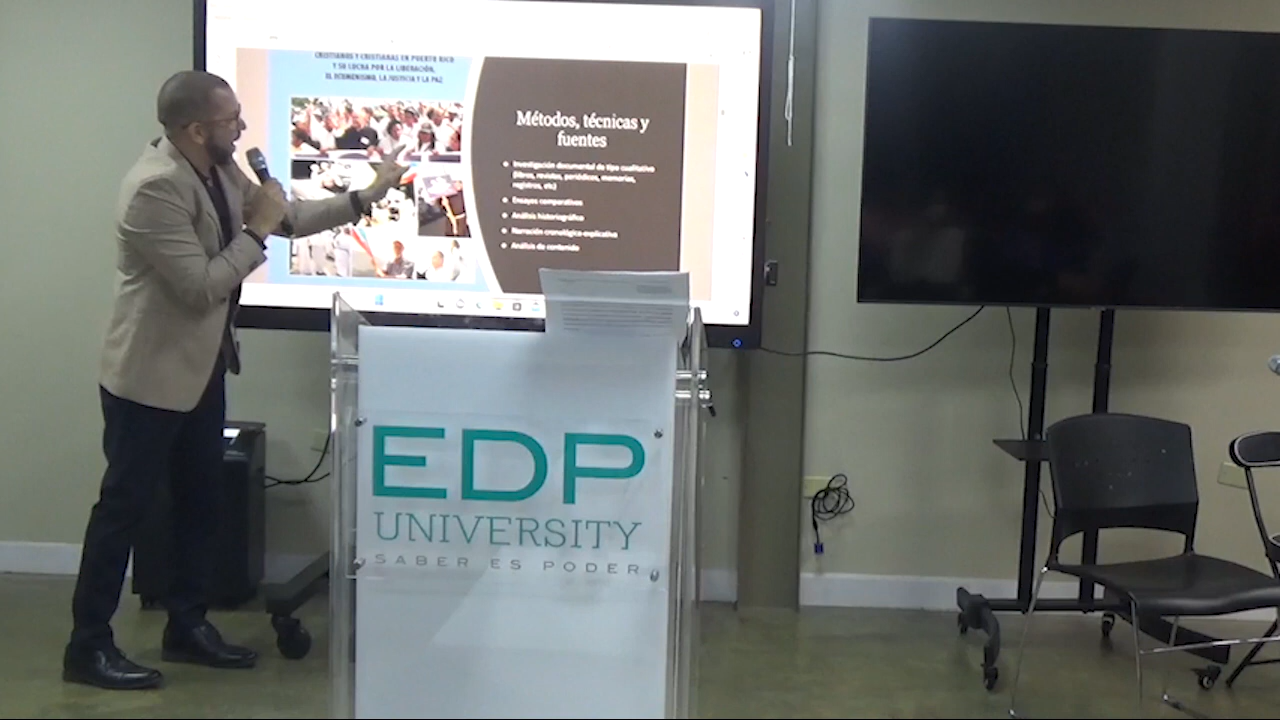 CRISTIANOS Y CRISTIANAS EN PUERTO RICO
Y SU LUCHA POR LA LIBERACIÓN,
EL ECUMENISMO, LA JUSTICIA Y LA PAZ
Métodos, técnicas y
fuentes
Investigación documental de tipo cualitativo
(libros, revistas, periódicos, memorias,
registros, etc)
Ensayos comparativos
Análisis historiográfico
Narración cronológica-explicativa
Análisis de contenido
EDP
UNIVERSITY
SABER ES PODER